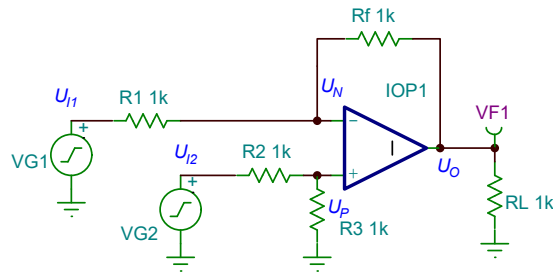 Rf 1k
U_N
IOP1
U_I1
R1 1k
VF1
−
VG1
+
U_I2
R2 1k
I
U_O
+
RL 1k
U_P
R3 1k
VG2
+